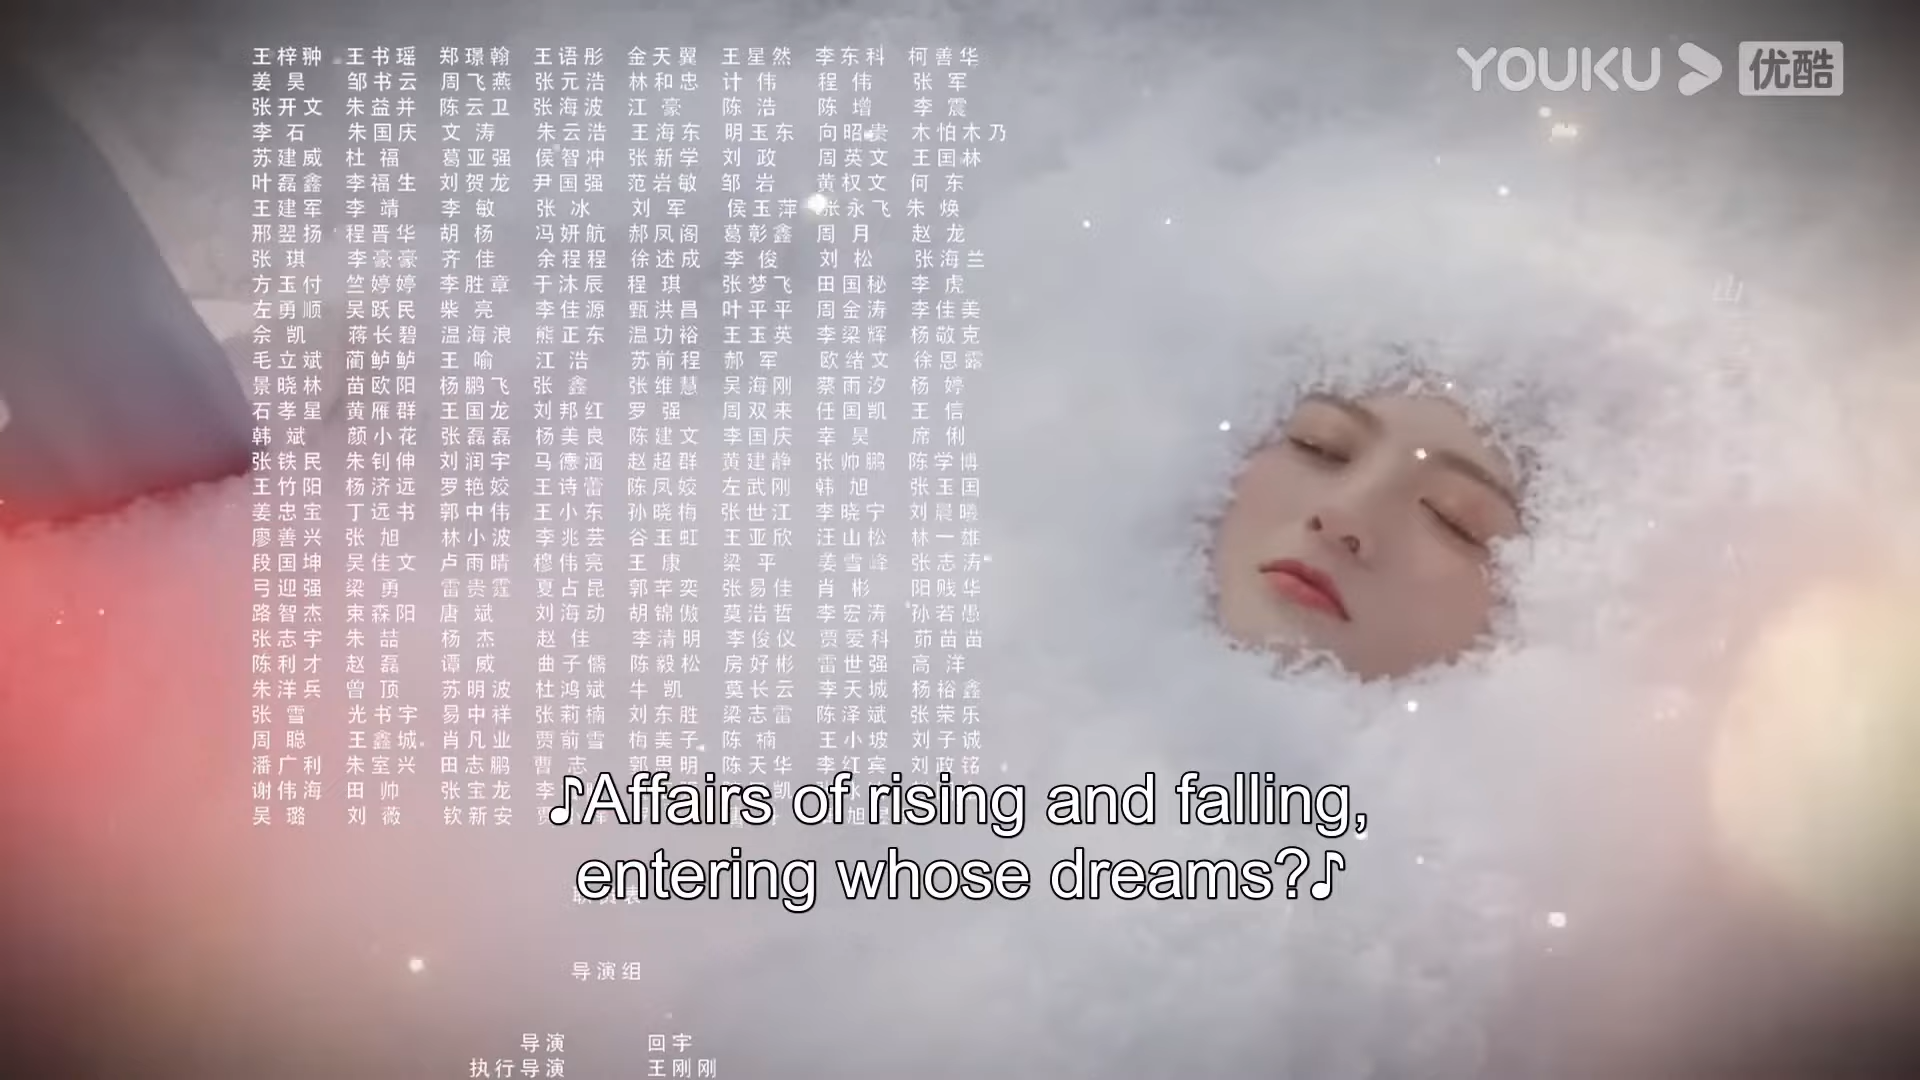 YOUKU 优酷
王梓翀 王书瑶 郑璟翰 王语彤 金天翼 王星然 李东科 柯善华
姜昊 邹书云 周飞燕 张元浩 林和忠 计伟 程伟 张军
张开文 朱益并 陈云卫 张海波 江豪 陈浩 陈增 李震
李石 朱国庆 文涛 朱云浩 王海东 明玉东 向昭贵 木怕木乃
苏建威 杜福 葛亚强 侯智冲 张新学 刘政 周英文 王国林
叶磊鑫 李福生 刘贺龙 尹国强 范岩敏 邹岩 黄权文 何东
王建军 李靖 李敏 张冰 刘军 侯玉萍 张永飞 朱焕
邢翌扬 程晋华 胡杨 冯妍航 郝凤阁 葛彰鑫 周月 赵龙
张琪 李豪豪 齐佳 余程程 徐述成 李俊 刘松 张海兰
方玉付 竺婷婷 李胜章 于沐辰 程琪 张梦飞 田国秘 李虎
左勇顺 吴跃民 柴亮 李佳源 甄洪昌 叶平平 周金涛 李佳美
余凯 蒋长碧 温海浪 熊正东 温功裕 王玉英 李梁辉 杨敬克
毛立斌 蔺鲈鲈 王喻 江浩 苏前程 郝军 欧绪文 徐恩露
景晓林 苗欧阳 杨鹏飞 张鑫 张维慧 吴海刚 蔡雨汐 杨婷
石孝星 黄雁群 王国龙 刘邦红 罗强 周双来 任国凯 王信
韩斌 颜小花 张磊磊 杨美良 陈建文 李国庆 幸昊 席俐
张铁民 朱钊伸 刘润宇 马德涵 赵超群 黄建静 张帅鹏 陈学博
王竹阳 杨济远 罗艳姣 王诗蕾 陈凤姣 左武刚 韩旭 张玉国
姜忠宝 丁远书 郭中伟 王小东 孙晓梅 张世江 李晓宁 刘晨曦
廖善兴 张旭 林小波 李兆芸 谷玉虹 王亚欣 汪山松 林一雄
段国坤 吴佳文 卢雨晴 穆伟亮 王康 梁平 姜雪峰 张志涛
弓迎强 梁勇 雷贵霆 夏占昆 郭芊奕 张易佳 肖彬 阳贱华
路智杰 束森阳 唐斌 刘海动 胡锦傲 莫浩哲 李宏涛 孙若愚
张志宇 朱喆 杨杰 赵佳 李清明 李俊仪 贾爱科 茆苗苗
陈利才 赵磊 谭威 曲子儒 陈毅松 房好彬 雷世强 高洋
朱洋兵 曾顶 苏明波 杜鸿斌 牛凯 莫长云 李天城 杨裕鑫
张雪 光书宇 易中祥 张莉楠 刘东胜 梁志雷 陈泽斌 张荣乐
周聪 王鑫城 肖凡业 贾前雪 梅美子 陈楠 王小坡 刘子诚
潘广利 朱室兴 田志鹏 曹志 郭思明 陈天华 李红宾 刘政铭
谢伟海 田帅 张宝龙 李
吴璐 刘薇 钦新安
♪Affairs of rising and falling,
entering whose dreams?♪
导演组
导演 回宇
执行导演 王刚刚